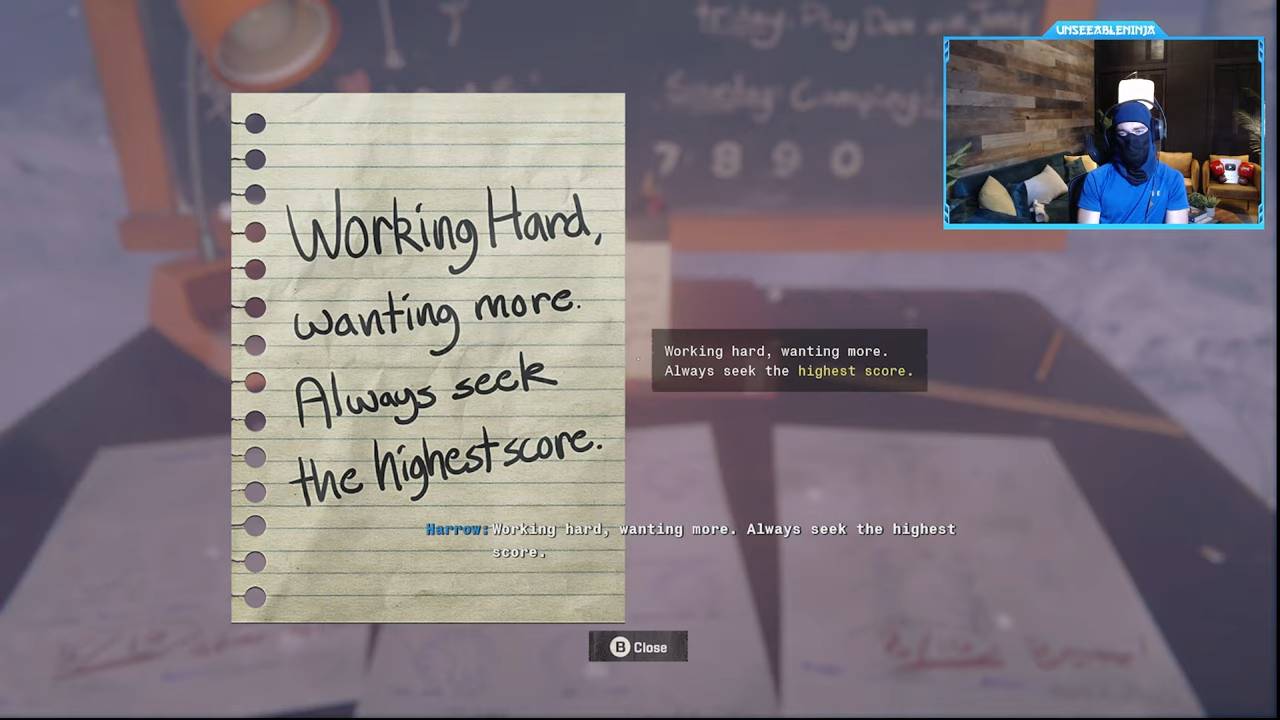 UNSEEABLENINJA
7 8 9 0
Working Hard,
wanting more.
Always seek
the highest score.
Working hard, wanting more.
Always seek the highest score.
Harrow: Working hard, wanting more. Always seek the highest
score.
B Close